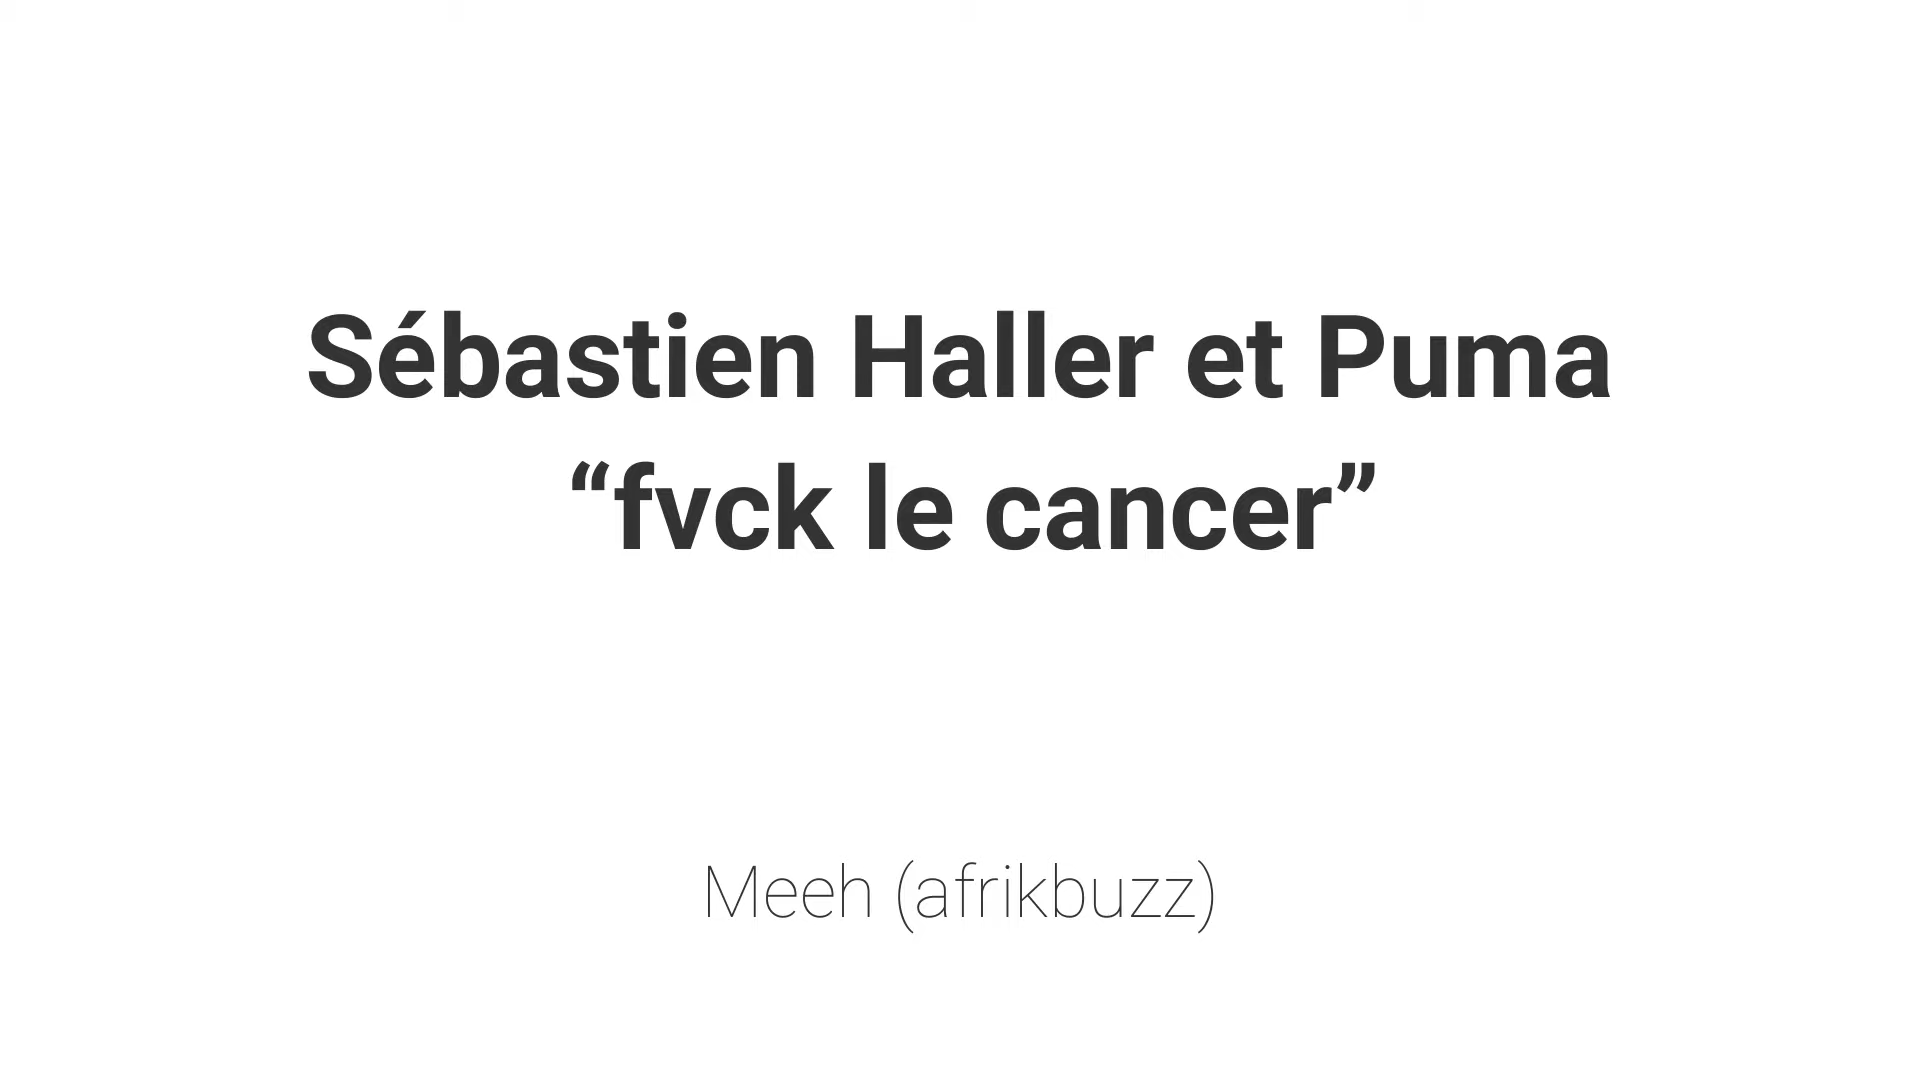 Sébastien Haller et Puma
“fvck le cancer”
Meeh (afrikbuzz)